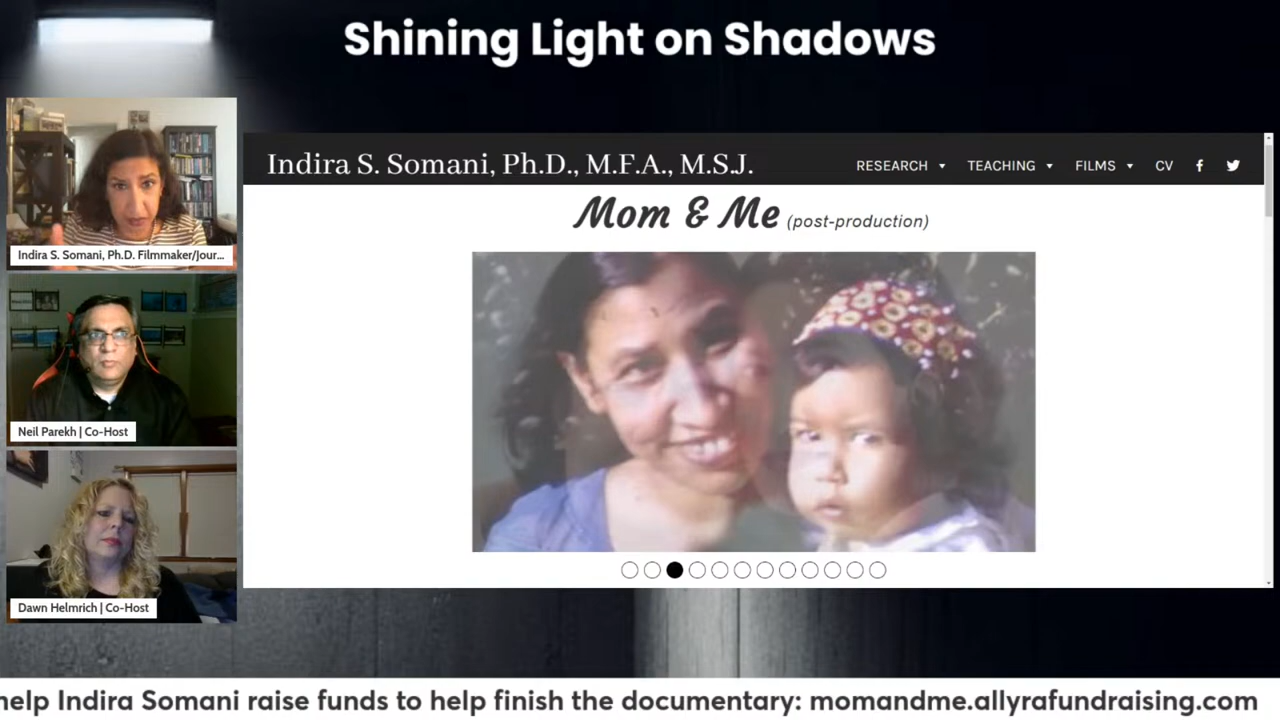 Shining Light on Shadows
Indira S. Somani, Ph.D. Filmmaker/Jour...
Neil Parekh | Co-Host
Dawn Helmrich | Co-Host
Indira S. Somani, Ph.D., M.F.A., M.S.J.
RESEARCH TEACHING FILMS CV
Mom & Me (post-production)
help Indira Somani raise funds to help finish the documentary: momandme.allyrafundraising.com